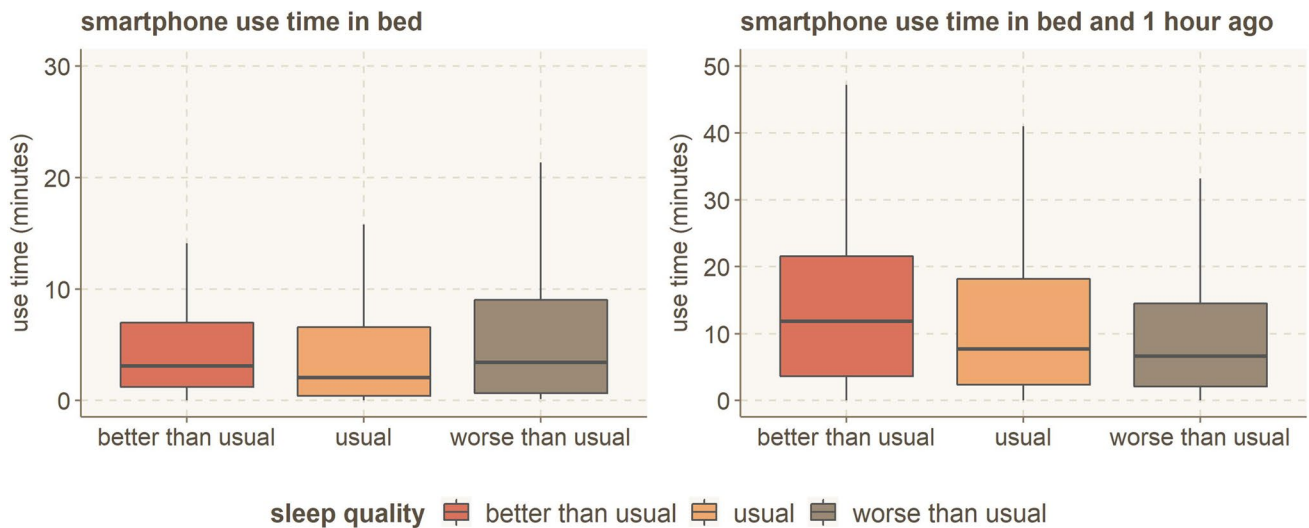 smartphone use time in bed
use time (minutes)
30
20
10
0
better than usual
usual
worse than usual
smartphone use time in bed and 1 hour ago
use time (minutes)
50
40
30
20
10
0
better than usual
usual
worse than usual
sleep quality better than usual usual worse than usual